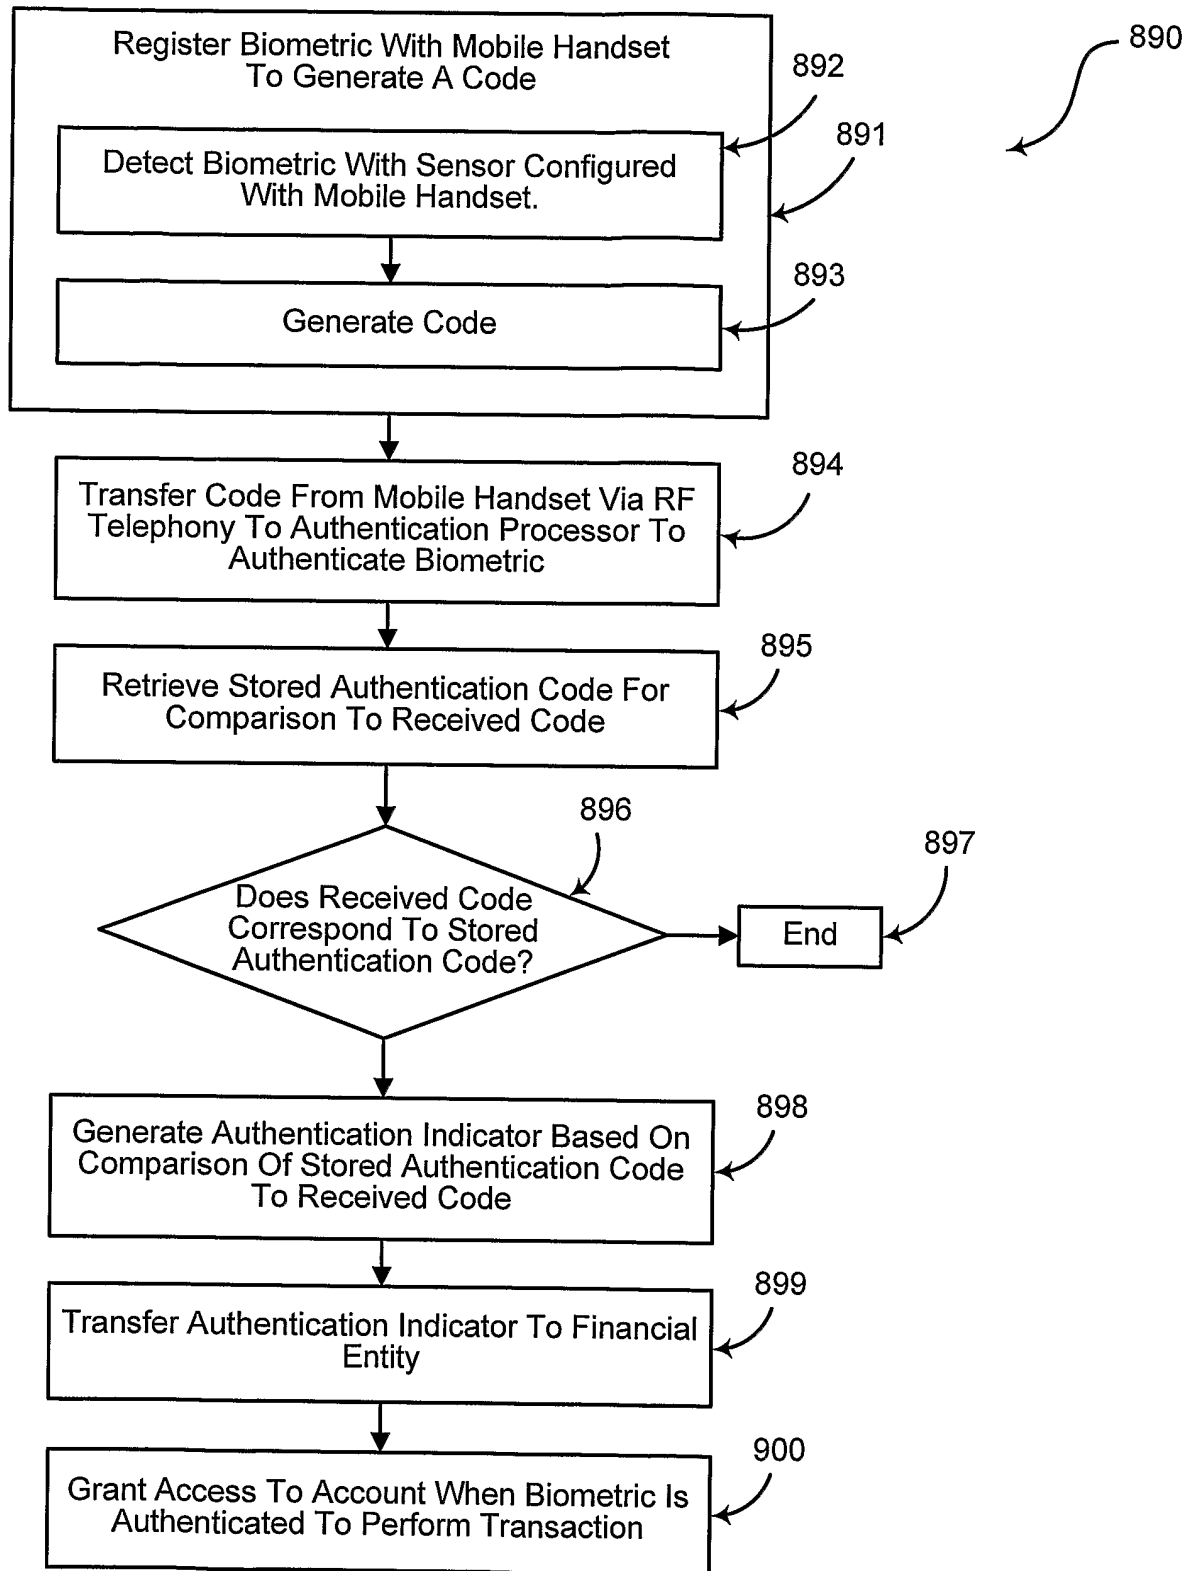 890
Register Biometric With Mobile Handset
To Generate A Code
892
891
Detect Biometric With Sensor Configured
With Mobile Handset.
893
Generate Code
894
Transfer Code From Mobile Handset Via RF
Telephony To Authentication Processor To
Authenticate Biometric
895
Retrieve Stored Authentication Code For
Comparison To Received Code
896
Does Received Code
Correspond To Stored
Authentication Code?
897
End
898
Generate Authentication Indicator Based On
Comparison Of Stored Authentication Code
To Received Code
899
Transfer Authentication Indicator To Financial
Entity
900
Grant Access To Account When Biometric Is
Authenticated To Perform Transaction